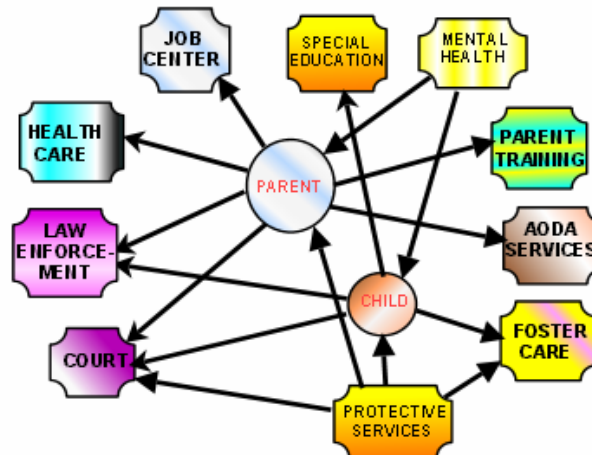 JOB
CENTER
SPECIAL
EDUCATION
MENTAL
HEALTH
HEALTH
CARE
PARENT
TRAINING
PARENT
LAW
ENFORCE-
MENT
AODA
SERVICES
CHILD
FOSTER
CARE
COURT
PROTECTIVE
SERVICES